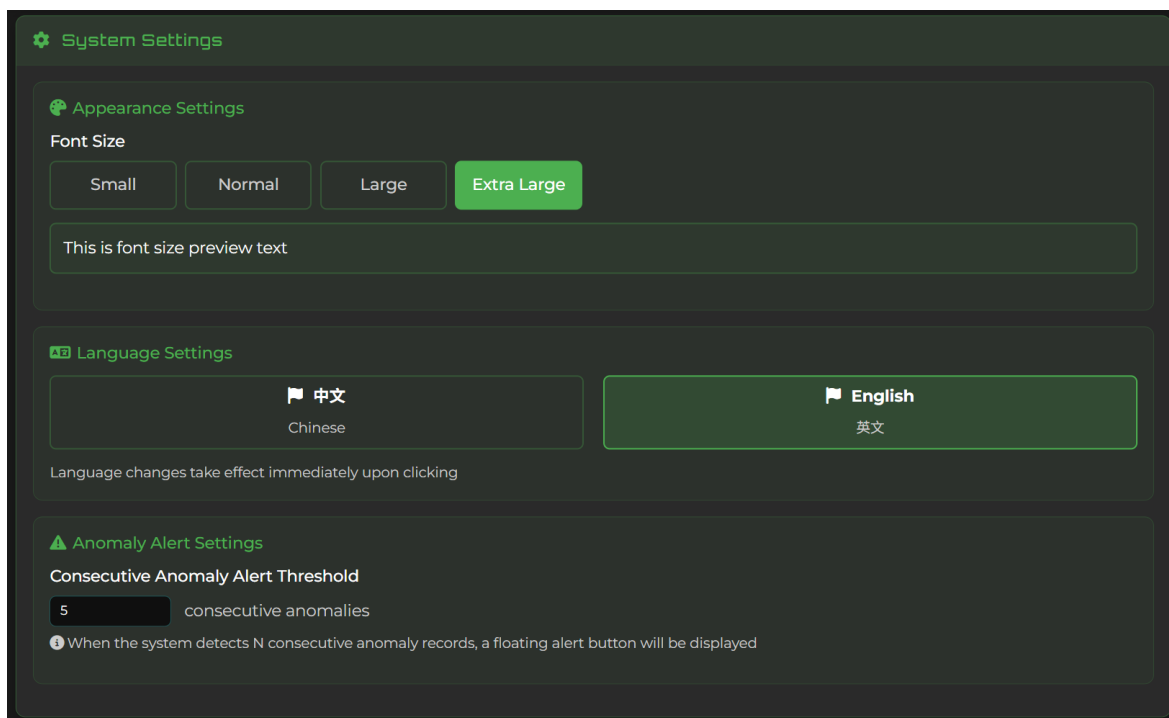 System Settings
Appearance Settings
Font Size
Small Normal Large Extra Large
This is font size preview text
Language Settings
中文 English
Chinese 英文
Language changes take effect immediately upon clicking
Anomaly Alert Settings
Consecutive Anomaly Alert Threshold
5 consecutive anomalies
When the system detects N consecutive anomaly records, a floating alert button will be displayed